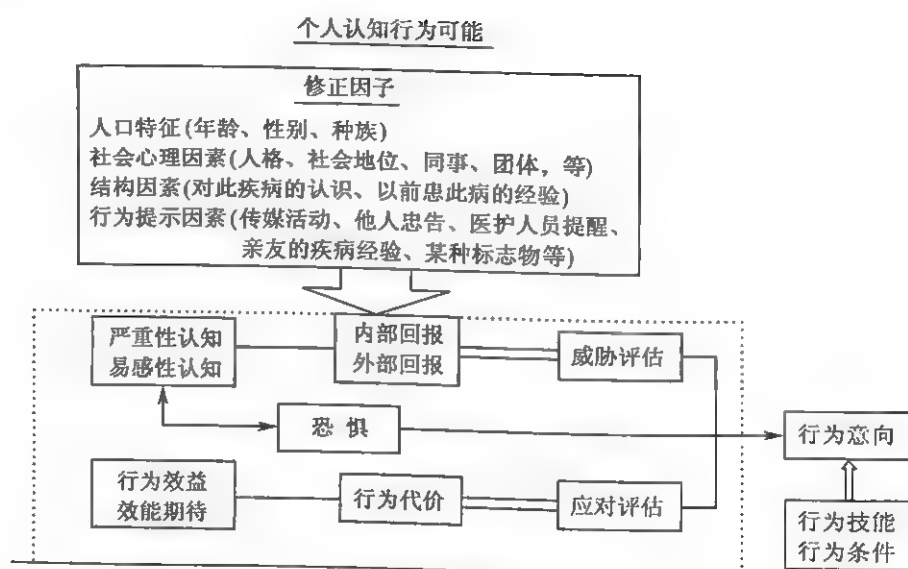 个人认知行为可能
修正因子
人口特征(年龄、性别、种族)
社会心理因素(人格、社会地位、同事、团体,等)
结构因素(对此疾病的认识、以前患此病的经验)
行为提示因素(传媒活动、他人忠告、医护人员提醒、
亲友的疾病经验、某种标志物等)
严重性认知
易感性认知
内部回报
外部回报
威胁评估
恐惧
行为意向
行为效益
效能期待
行为代价
应对评估
行为技能
行为条件